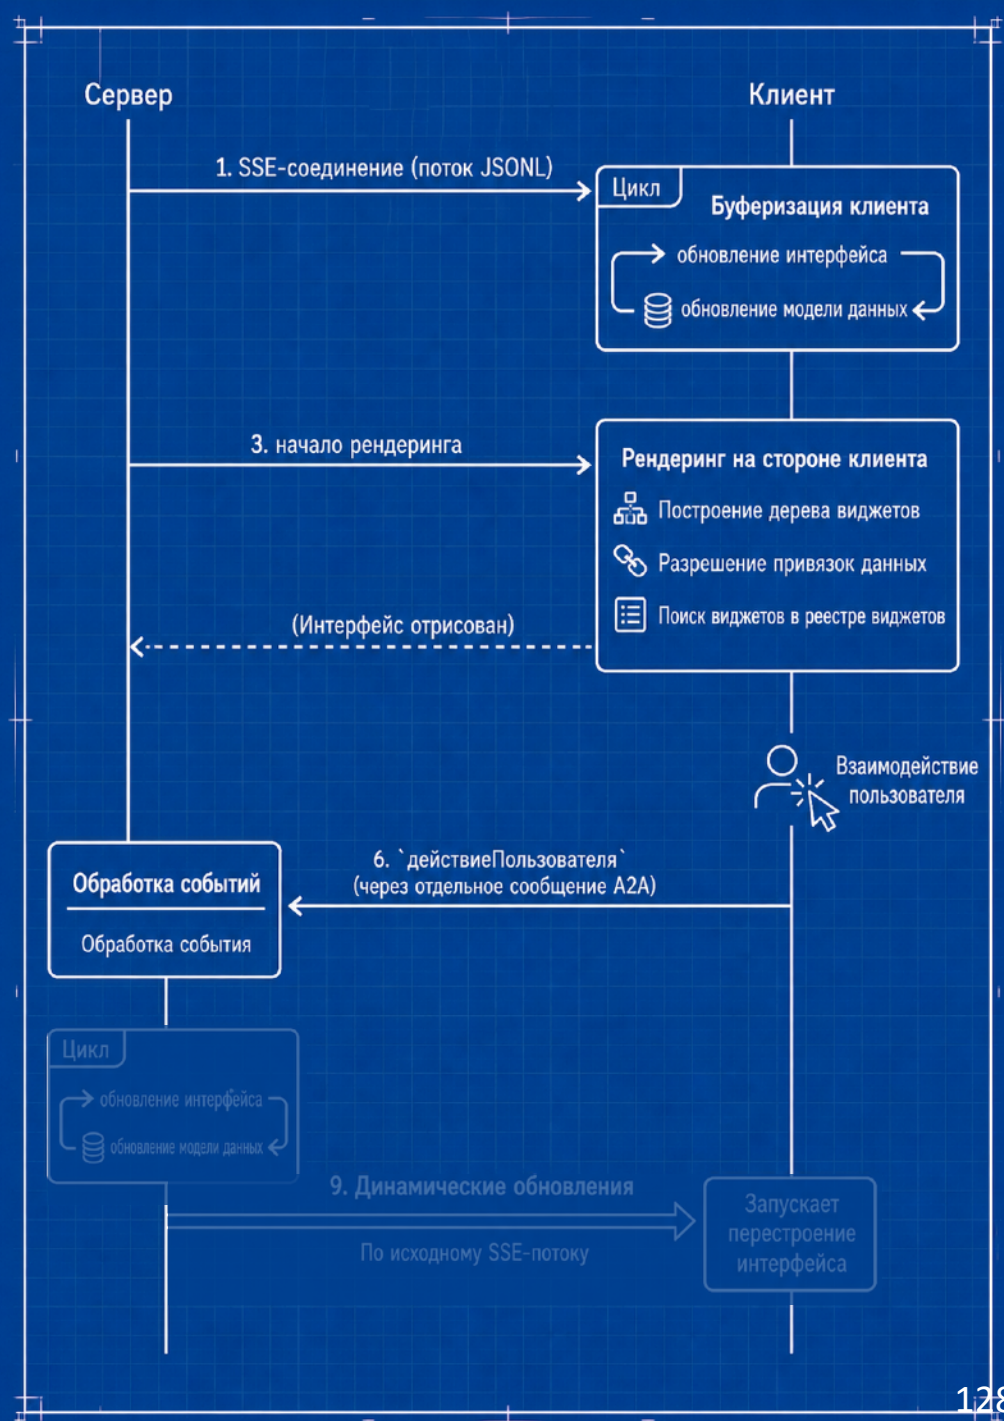 Сервер
Клиент
1. SSE-соединение (поток JSONL)
Цикл
Буферизация клиента
обновление интерфейса
обновление модели данных
3. начало рендеринга
Рендеринг на стороне клиента
Построение дерева виджетов
Разрешение привязок данных
Поиск виджетов в реестре виджетов
(Интерфейс отрисован)
Взаимодействие
пользователя
6. `действиеПользователя`
(через отдельное сообщение A2A)
Обработка событий
Обработка события
Цикл
обновление интерфейса
обновление модели данных
9. Динамические обновления
По исходному SSE-потоку
Запускает
перестроение
интерфейса
128